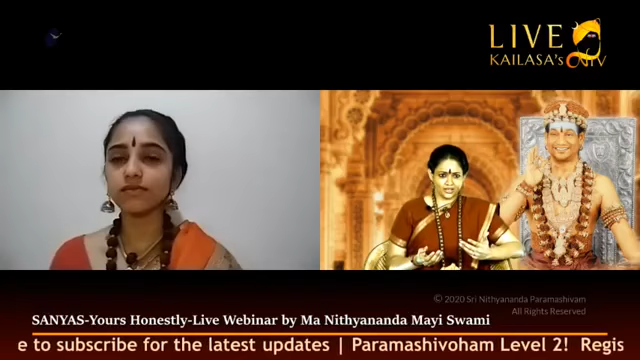 LIVE
KAILASA's TV
© 2020 Sri Nithyananda Paramashivam
All Rights Reserved
SANYAS-Yours Honestly-Live Webinar by Ma Nithyananda Mayi Swami
e to subscribe for the latest updates | Paramashivoham Level 2! Regis